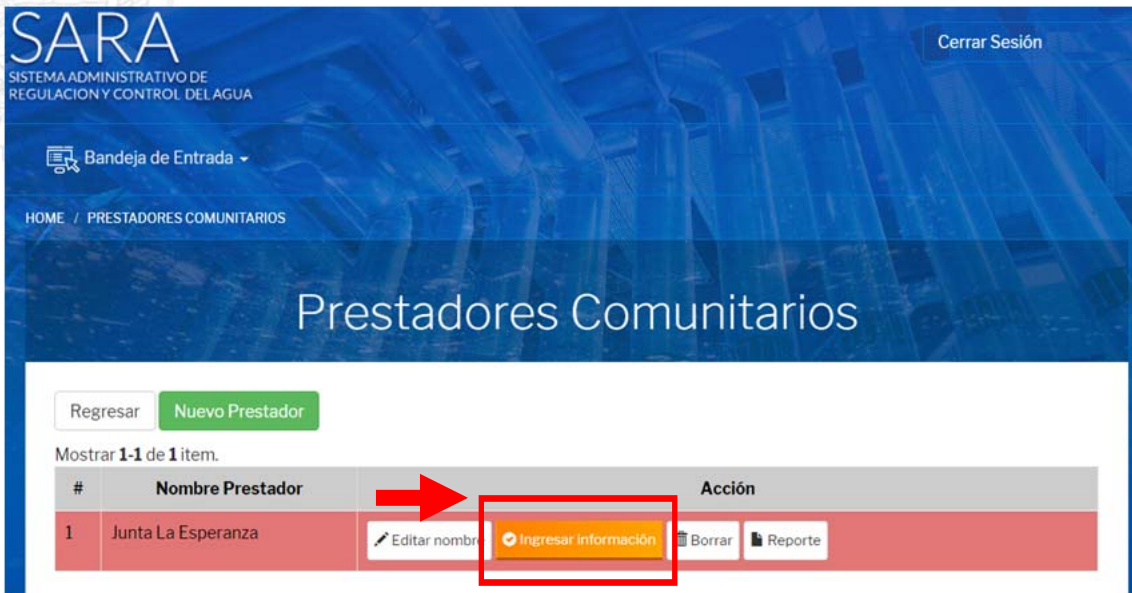 SARA
SISTEMA ADMINISTRATIVO DE
REGULACION Y CONTROL DEL AGUA
Cerrar Sesión
Bandeja de Entrada
HOME / PRESTADORES COMUNITARIOS
Prestadores Comunitarios
Regresar Nuevo Prestador
Mostrar 1-1 de 1 item.
# Nombre Prestador Acción
1 Junta La Esperanza Editar nombre Ingresar información Borrar Reporte